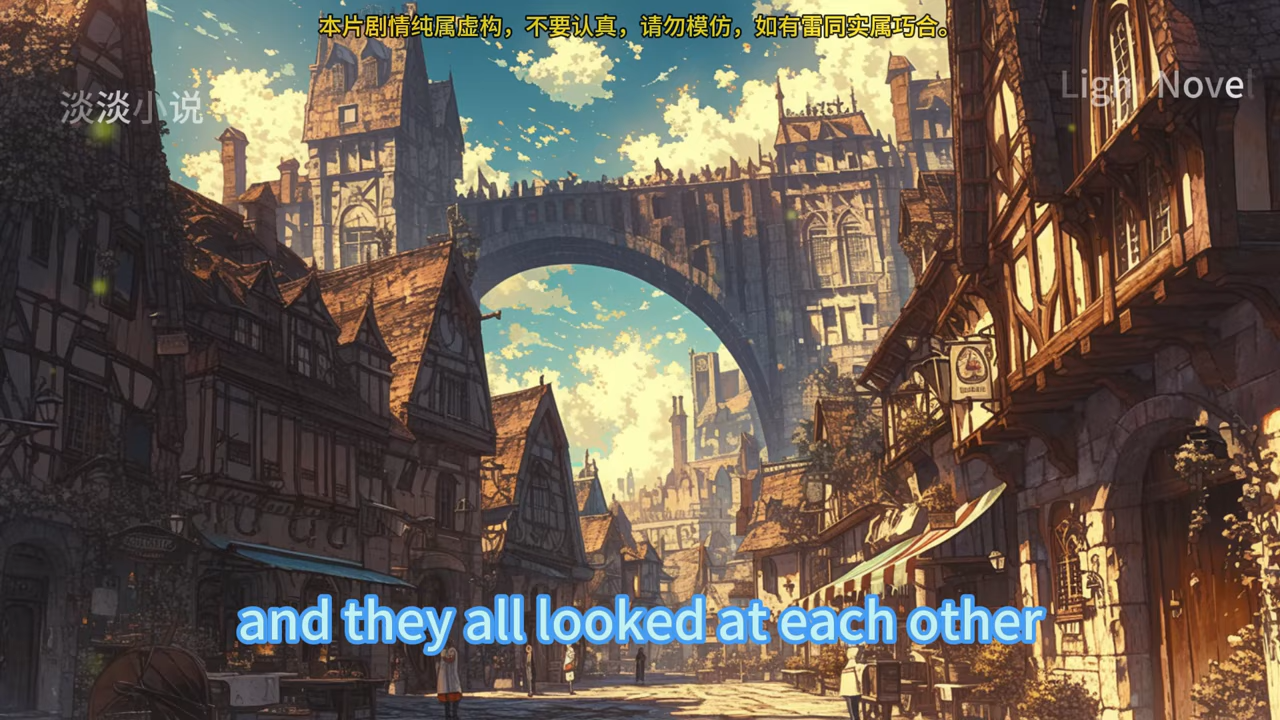 本片剧情纯属虚构，不要认真，请勿模仿，如有雷同实属巧合。
淡淡小说
Light Novel
and they all looked at each other